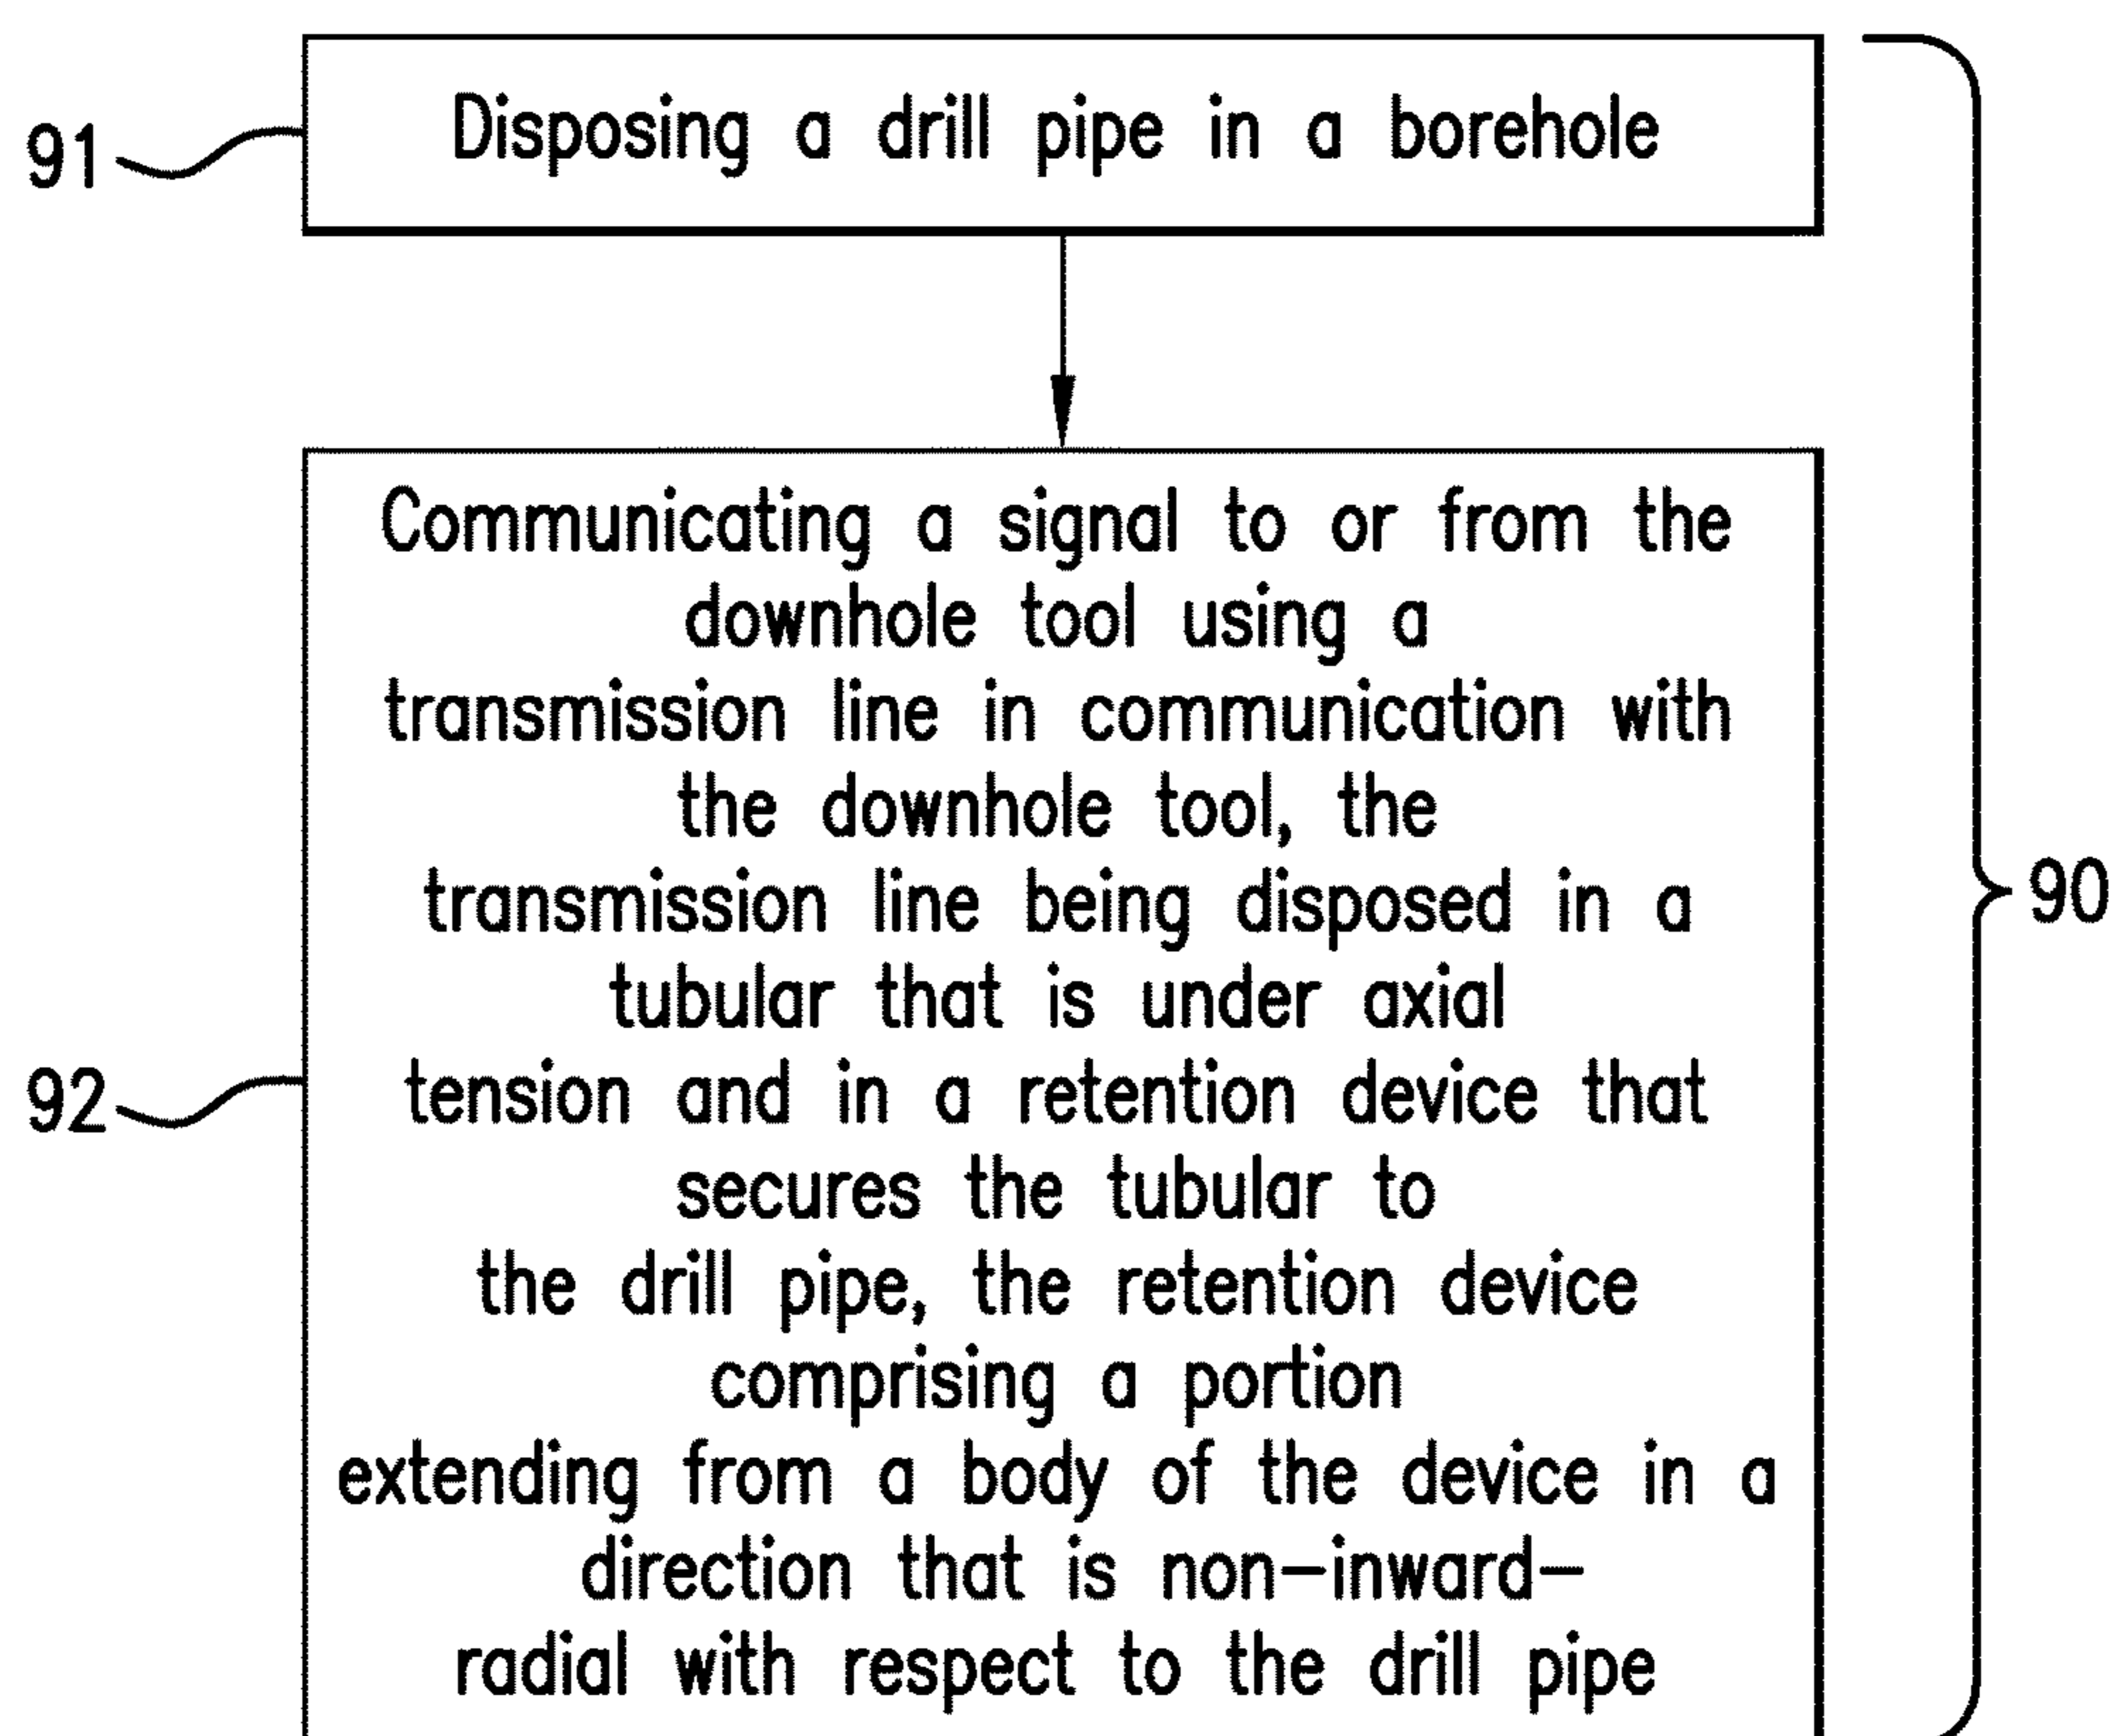 91
Disposing a drill pipe in a borehole
Communicating a signal to or from the
downhole tool using a
transmission line in communication with
the downhole tool, the
transmission line being disposed in a
tubular that is under axial
tension and in a retention device that
secures the tubular to
the drill pipe, the retention device
comprising a portion
extending from a body of the device in a
direction that is non-inward-
radial with respect to the drill pipe
92
90